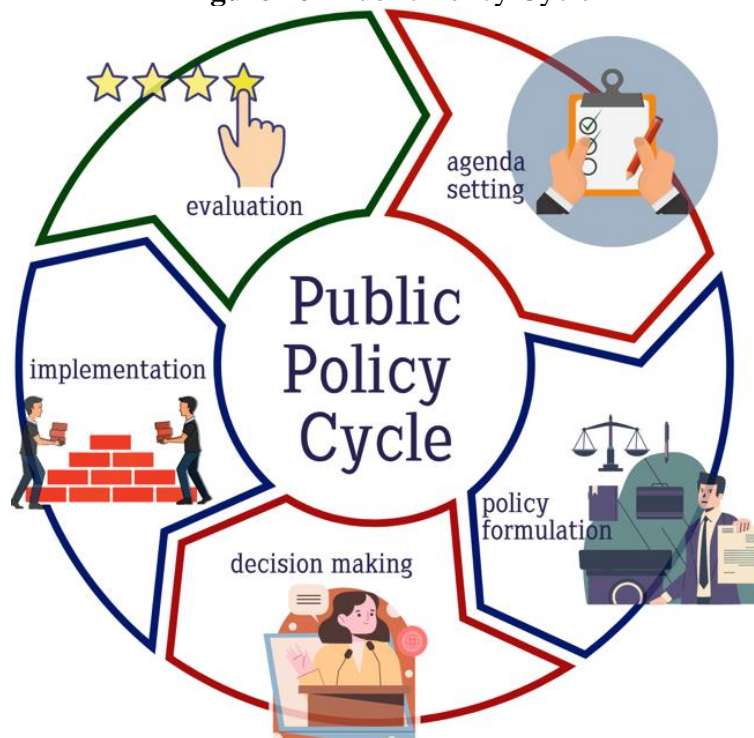 Public
Policy
Cycle
agenda
setting
policy
formulation
decision making
implementation
evaluation